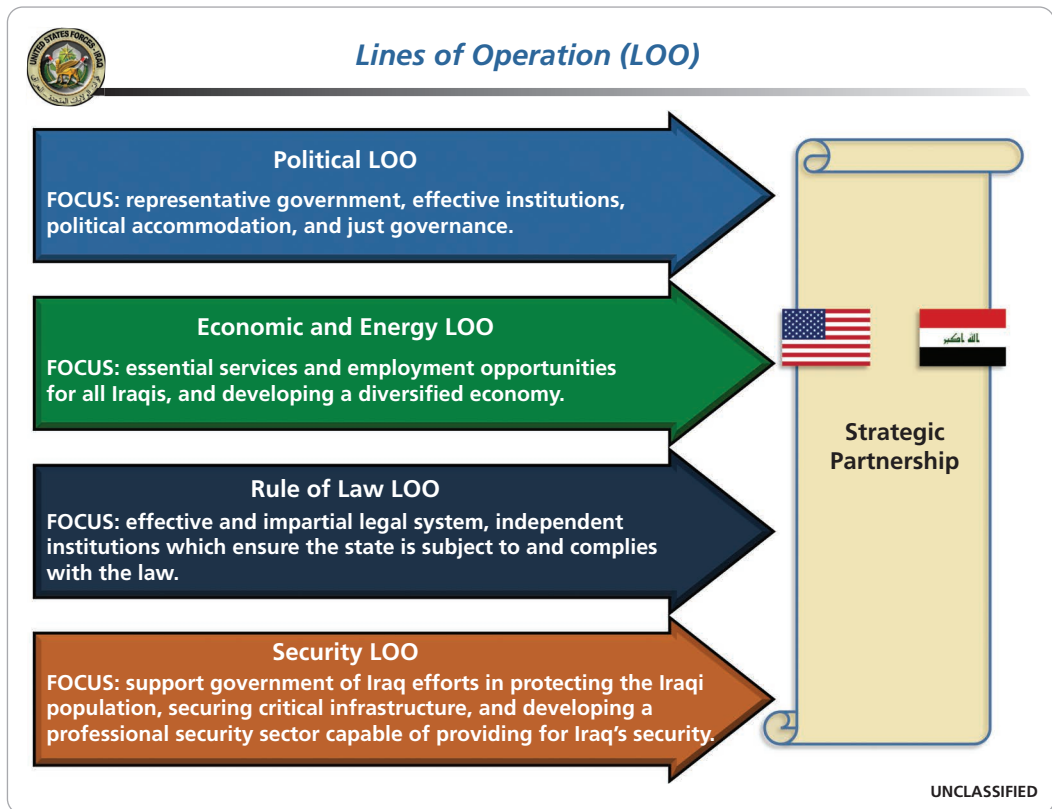 UNITED STATES FORCES - IRAQ
Lines of Operation (LOO)
Political LOO
FOCUS: representative government, effective institutions,
political accommodation, and just governance.
Economic and Energy LOO
FOCUS: essential services and employment opportunities
for all Iraqis, and developing a diversified economy.
Rule of Law LOO
FOCUS: effective and impartial legal system, independent
institutions which ensure the state is subject to and complies
with the law.
Security LOO
FOCUS: support government of Iraq efforts in protecting the Iraqi
population, securing critical infrastructure, and developing a
professional security sector capable of providing for Iraq’s security.
الله اكبر
Strategic
Partnership
UNCLASSIFIED